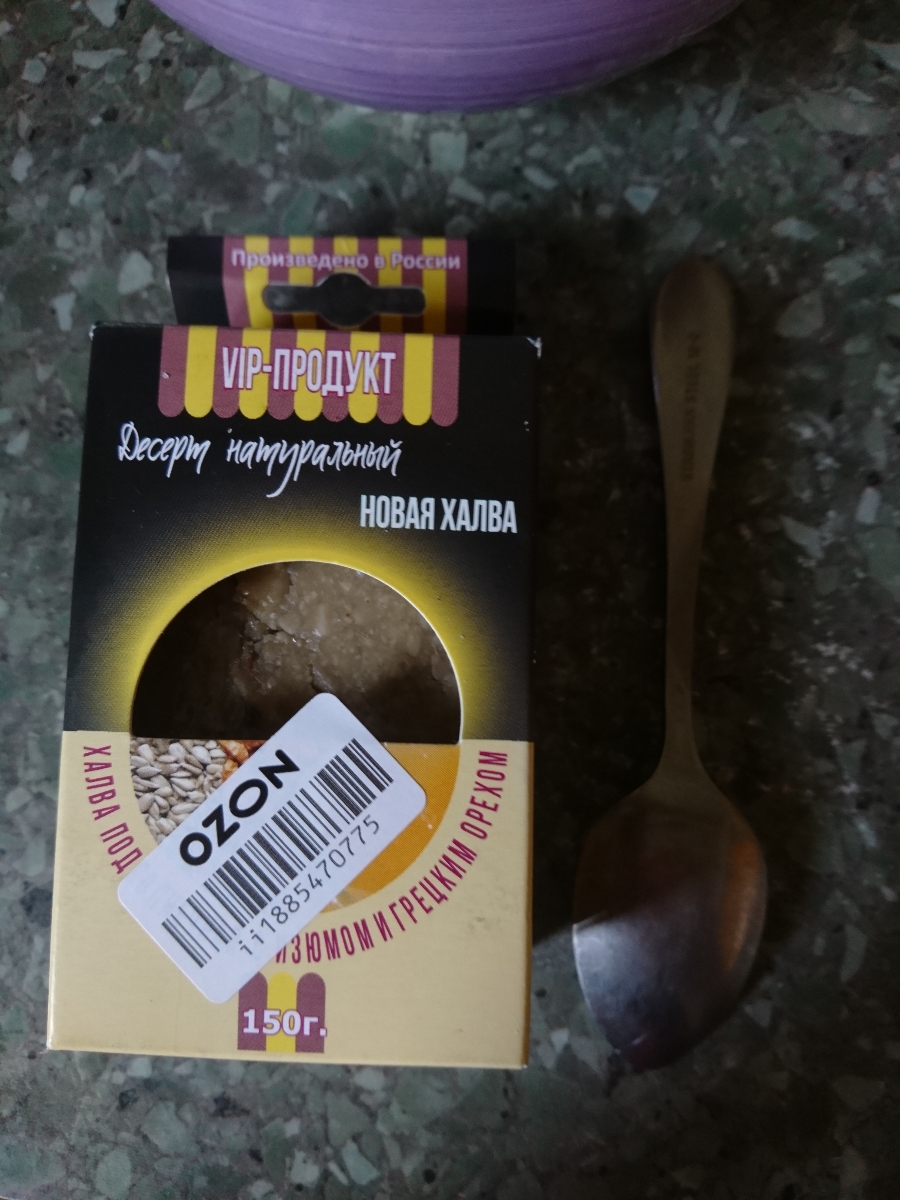 Произведено в России
VIP-ПРОДУКТ
Десерт натуральный
НОВАЯ ХАЛВА
ХАЛВА ПОД
ИЗЮМОМ И ГРЕЦКИМ ОРЕХОМ
OZON
ii1885470775
150г.